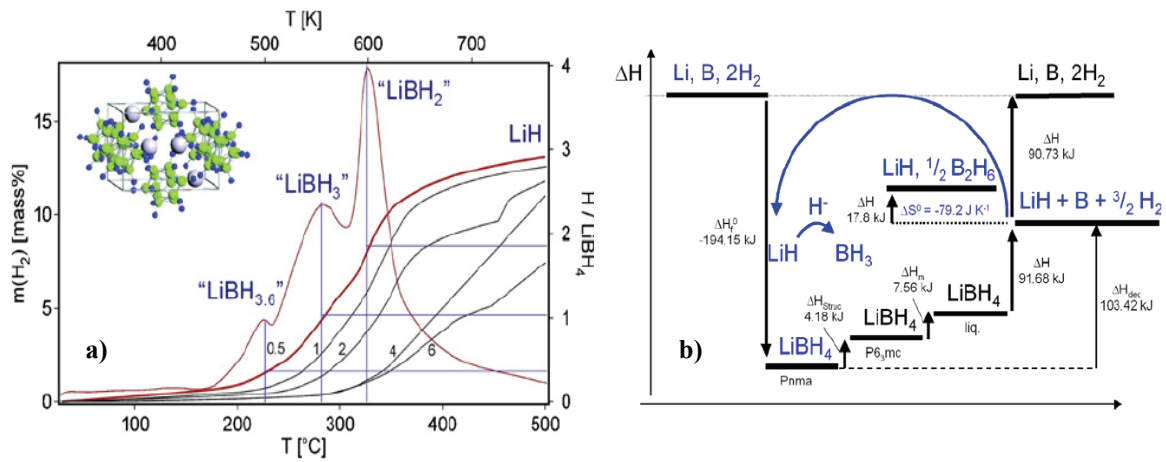 T [K]
400 500 600 700
"LiBH₂"
LiH
"LiBH₃"
"LiBH₃.₆"
m(H₂) [mass%]
15
10
5
0
H / LiBH₄
4
3
2
1
0
0.5 1 2 4 6
a)
100 200 300 400 500
T [°C]
ΔH
Li, B, 2H₂
Li, B, 2H₂
ΔH
90.73 kJ
LiH, ¹/₂ B₂H₆
ΔH
17.8 kJ
ΔS⁰ = -79.2 J K⁻¹
LiH + B + ³/₂ H₂
ΔHf⁰
-194.15 kJ
H⁻
LiH
BH₃
ΔH
91.68 kJ
ΔHm
7.56 kJ
ΔHdec
103.42 kJ
ΔHStruc
4.18 kJ
LiBH₄
liq.
LiBH₄
P6₃mc
LiBH₄
Pnma
b)